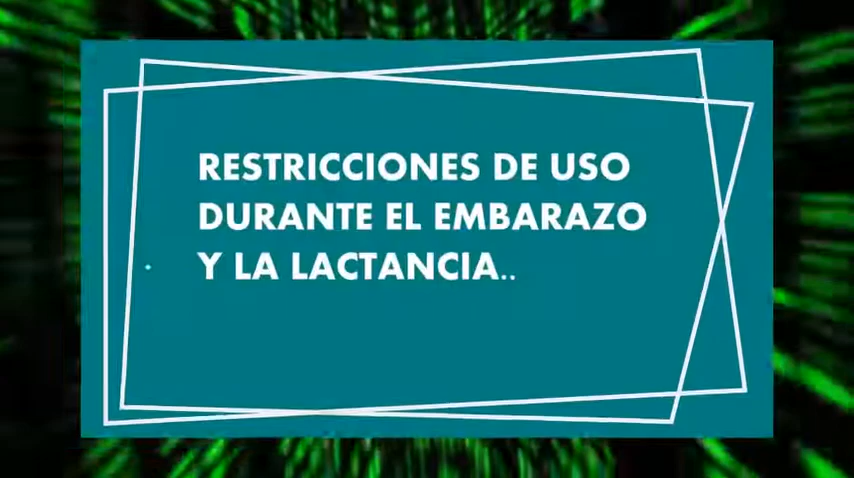 RESTRICCIONES DE USO
DURANTE EL EMBARAZO
Y LA LACTANCIA..